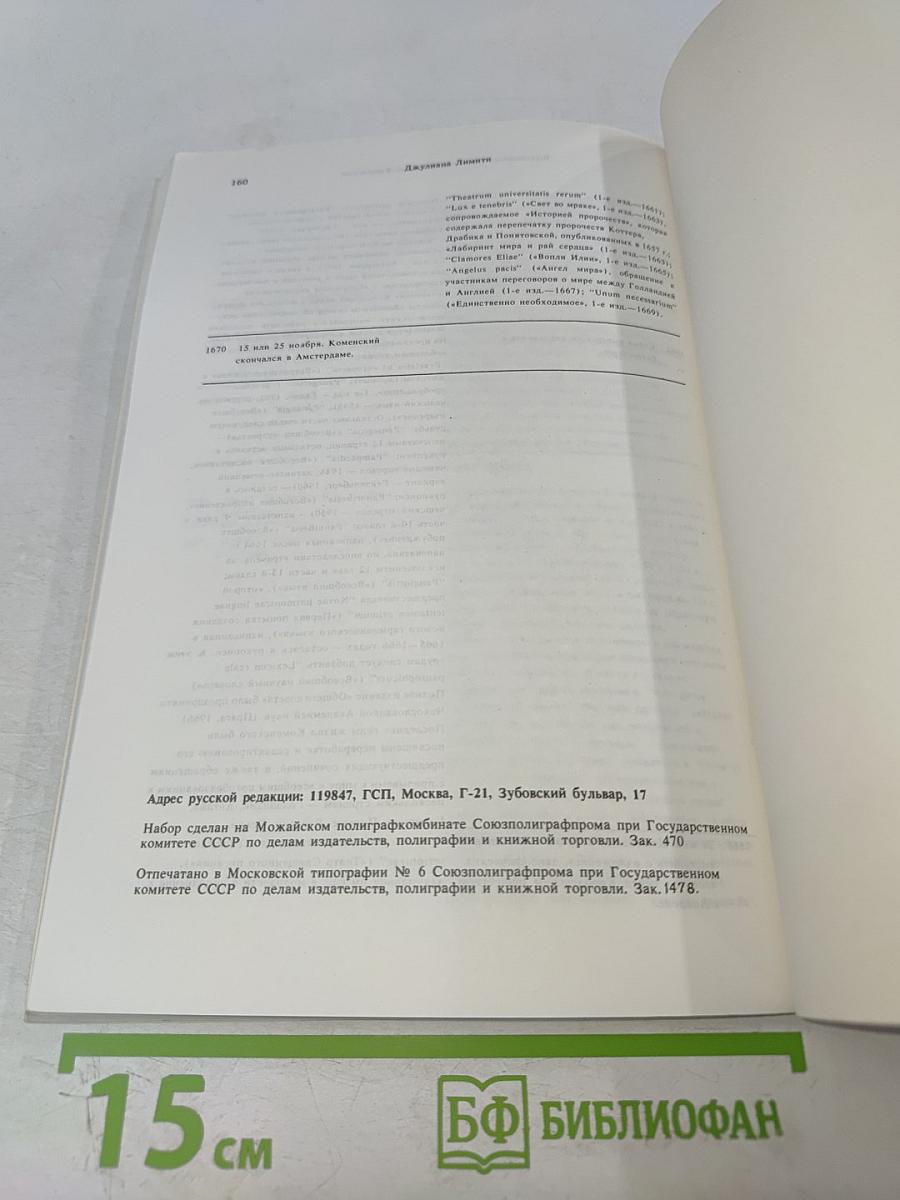 160
Джулиана Лимити
"Theatrum universitatis rerum" (1-е изд.—1661);
"Lux e tenebris" («Свет во мраке», 1-е изд.—1665),
сопровождаемое «Историей пророчеств», которая
содержала перепечатку пророчеств Коттера,
Драбика и Понятовской, опубликованных в 1657 г.;
«Лабиринт мира и рай сердца» (1-е изд.—1663);
"Clamores Eliae" («Вопли Илии», 1-е изд.—1665);
"Angelus pacis" («Ангел мира»), обращение к
участникам переговоров о мире между Голландией
и Англией (1-е изд.—1667); "Unum necessarium"
(«Единственно необходимое», 1-е изд.—1669).
1670 15 или 25 ноября. Коменский
скончался в Амстердаме.
Адрес русской редакции: 119847, ГСП, Москва, Г-21, Зубовский бульвар, 17
Набор сделан на Можайском полиграфкомбинате Союзполиграфпрома при Государственном
комитете СССР по делам издательств, полиграфии и книжной торговли. Зак. 470
Отпечатано в Московской типографии № 6 Союзполиграфпрома при Государственном
комитете СССР по делам издательств, полиграфии и книжной торговли. Зак. 1478.
15 см
БФ БИБЛИОФАН